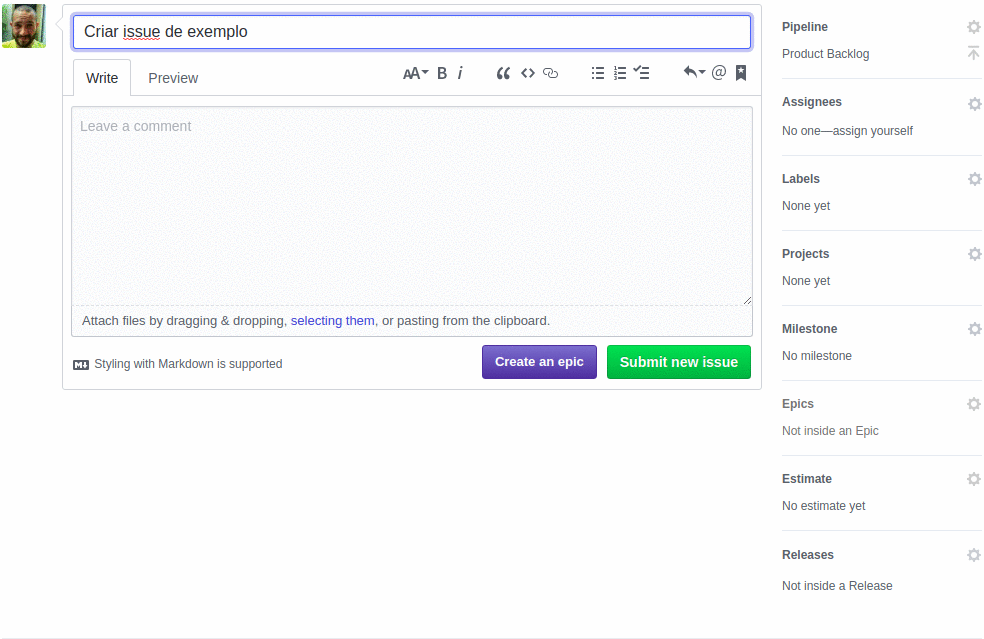 Criar issue de exemplo
Write
Preview
AA B i
Leave a comment
Attach files by dragging & dropping, selecting them, or pasting from the clipboard.
Styling with Markdown is supported
Create an epic
Submit new issue
Pipeline
Product Backlog
Assignees
No one—assign yourself
Labels
None yet
Projects
None yet
Milestone
No milestone
Epics
Not inside an Epic
Estimate
No estimate yet
Releases
Not inside a Release